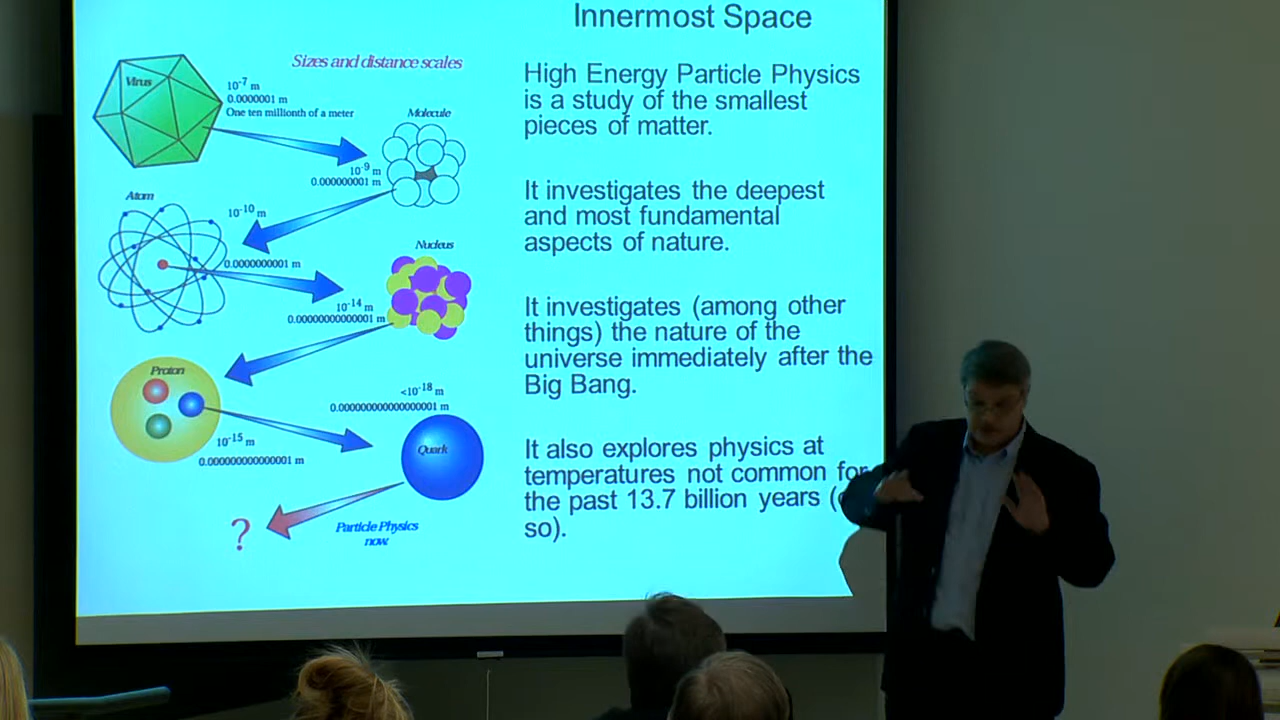 Innermost Space
Sizes and distance scales
Virus
10⁻⁷ m
0.0000001 m
One ten millionth of a meter
Molecule
10⁻⁹ m
0.000000001 m
Atom
10⁻¹⁰ m
0.0000000001 m
Nucleus
10⁻¹⁴ m
0.00000000000001 m
Proton
10⁻¹⁵ m
0.000000000000001 m
<10⁻¹⁸ m
0.000000000000000001 m
Quark
?
Particle Physics
now.
High Energy Particle Physics
is a study of the smallest
pieces of matter.
It investigates the deepest
and most fundamental
aspects of nature.
It investigates (among other
things) the nature of the
universe immediately after the
Big Bang.
It also explores physics at
temperatures not common for
the past 13.7 billion years (
so).